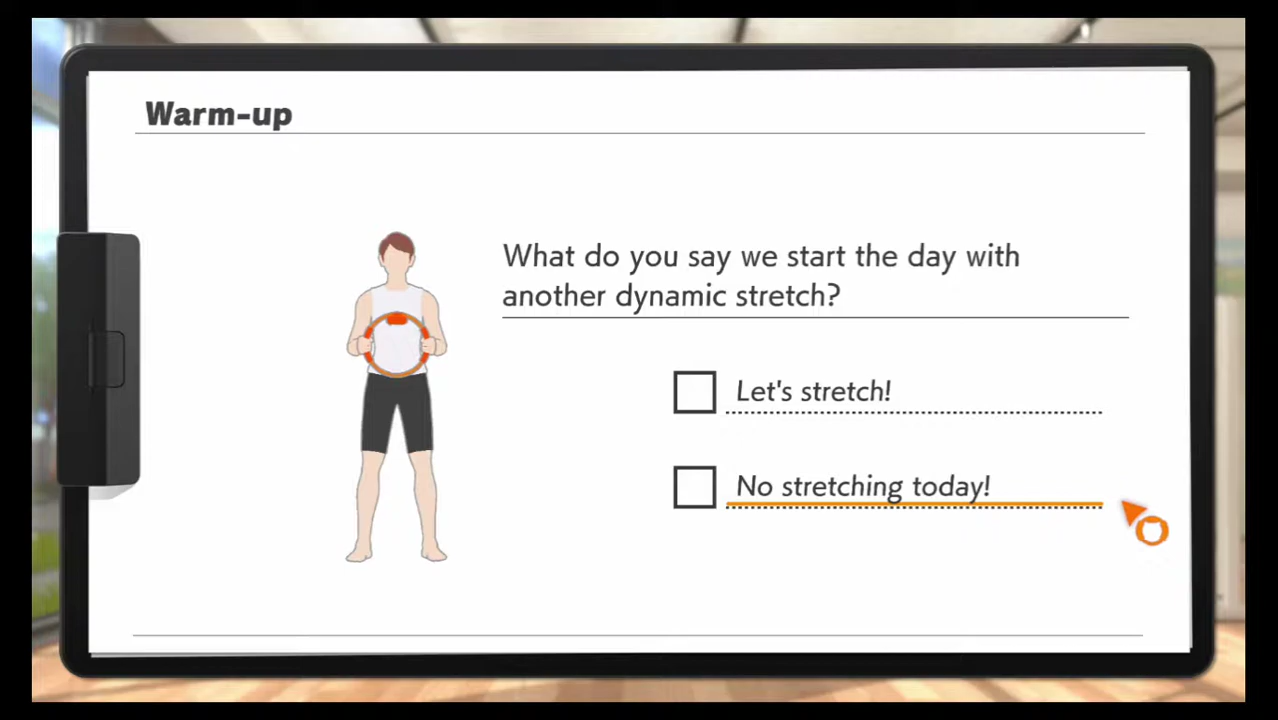 Warm-up
What do you say we start the day with
another dynamic stretch?
Let's stretch!
No stretching today!